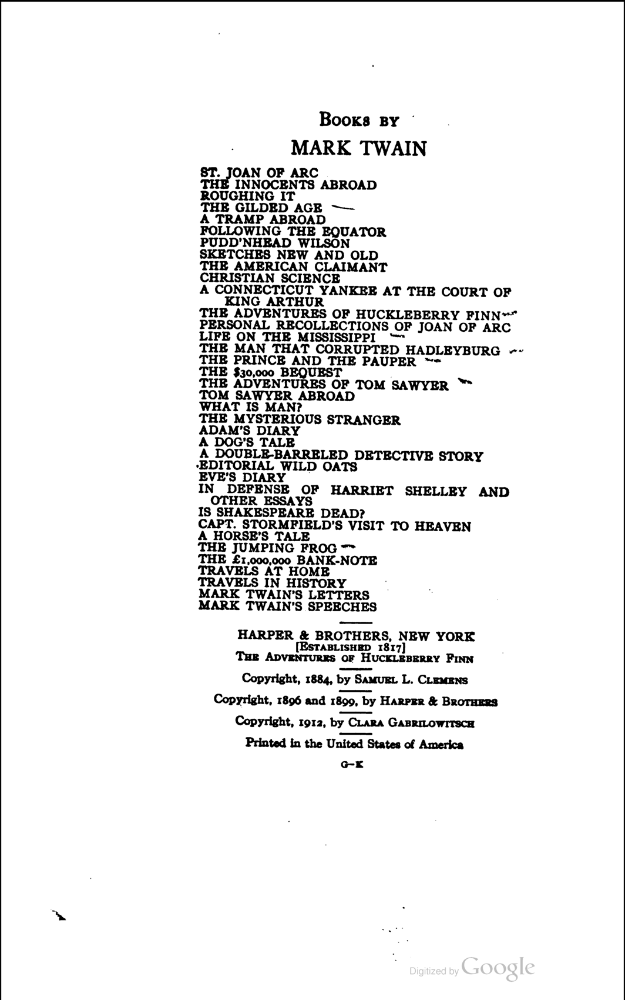 BOOKS BY
MARK TWAIN
ST. JOAN OF ARC
THE INNOCENTS ABROAD
ROUGHING IT
THE GILDED AGE
A TRAMP ABROAD
FOLLOWING THE EQUATOR
PUDD'NHEAD WILSON
SKETCHES NEW AND OLD
THE AMERICAN CLAIMANT
CHRISTIAN SCIENCE
A CONNECTICUT YANKEE AT THE COURT OF
KING ARTHUR
THE ADVENTURES OF HUCKLEBERRY FINN
PERSONAL RECOLLECTIONS OF JOAN OF ARC
LIFE ON THE MISSISSIPPI
THE MAN THAT CORRUPTED HADLEYBURG
THE PRINCE AND THE PAUPER
THE $30,000 BEQUEST
THE ADVENTURES OF TOM SAWYER
TOM SAWYER ABROAD
WHAT IS MAN?
THE MYSTERIOUS STRANGER
ADAM'S DIARY
A DOG'S TALE
A DOUBLE-BARRELED DETECTIVE STORY
EDITORIAL WILD OATS
EVE'S DIARY
IN DEFENSE OF HARRIET SHELLEY AND
OTHER ESSAYS
IS SHAKESPEARE DEAD?
CAPT. STORMFIELD'S VISIT TO HEAVEN
A HORSE'S TALE
THE JUMPING FROG
THE £1,000,000 BANK-NOTE
TRAVELS AT HOME
TRAVELS IN HISTORY
MARK TWAIN'S LETTERS
MARK TWAIN'S SPEECHES
HARPER & BROTHERS, NEW YORK
[ESTABLISHED 1817]
THE ADVENTURES OF HUCKLEBERRY FINN
Copyright, 1884, by SAMUEL L. CLEMENS
Copyright, 1896 and 1899, by HARPER & BROTHERS
Copyright, 1912, by CLARA GABRILOWITSCH
Printed in the United States of America
G-K
Digitized by Google